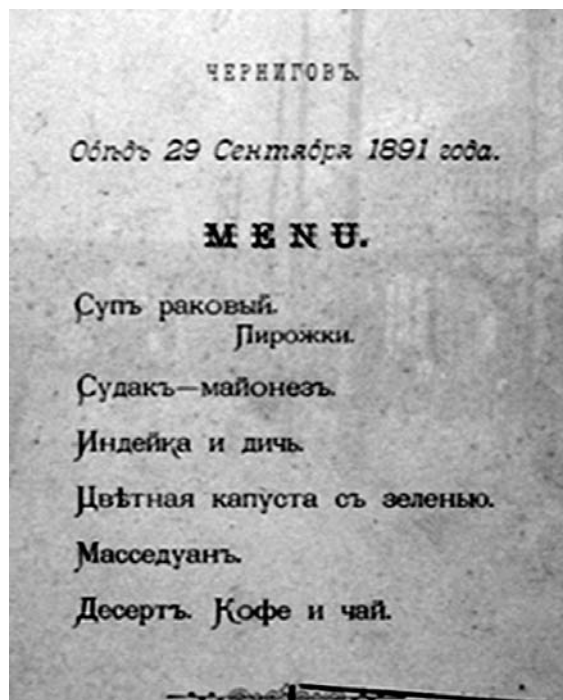 ЧЕРНИГОВЪ.
Обѣдъ 29 Сентября 1891 года.
MENU.
Супъ раковый.
Пирожки.
Судакъ—майонезъ.
Индейка и дичь.
Цвѣтная капуста съ зеленью.
Масседуанъ.
Десертъ. Кофе и чай.